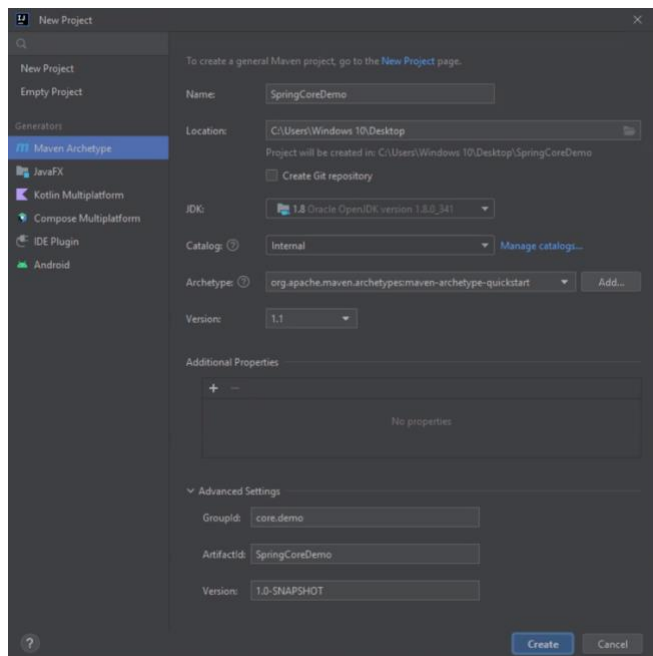 New Project
New Project
Empty Project
Generators
Maven Archetype
JavaFX
Kotlin Multiplatform
Compose Multiplatform
IDE Plugin
Android
To create a general Maven project, go to the New Project page.
Name: SpringCoreDemo
Location: C:\Users\Windows 10\Desktop
Project will be created in: C:\Users\Windows 10\Desktop\SpringCoreDemo
Create Git repository
JDK: 1.8 Oracle OpenJDK version 1.8.0_341
Catalog: ? Internal Manage catalogs...
Archetype: ? org.apache.maven.archetypes:maven-archetype-quickstart Add...
Version: 1.1
Additional Properties
+ −
No properties
Advanced Settings
GroupId: core.demo
ArtifactId: SpringCoreDemo
Version: 1.0-SNAPSHOT
? Create Cancel